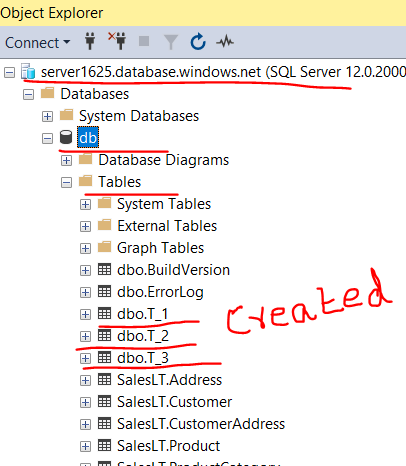 Object Explorer
Connect
server1625.database.windows.net (SQL Server 12.0.2000
Databases
System Databases
db
Database Diagrams
Tables
System Tables
External Tables
Graph Tables
dbo.BuildVersion
dbo.ErrorLog
dbo.T_1
Created
dbo.T_2
dbo.T_3
SalesLT.Address
SalesLT.Customer
SalesLT.CustomerAddress
SalesLT.Product
SalesLT.ProductCategory